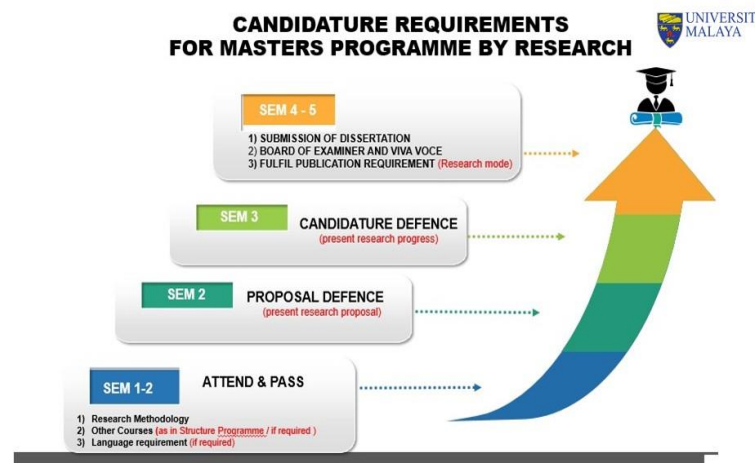 CANDIDATURE REQUIREMENTS
FOR MASTERS PROGRAMME BY RESEARCH
UNIVERSIT
MALAYA
SEM 4 - 5
1) SUBMISSION OF DISSERTATION
2) BOARD OF EXAMINER AND VIVA VOCE
3) FULFIL PUBLICATION REQUIREMENT (Research mode)
SEM 3
CANDIDATURE DEFENCE
(present research progress)
SEM 2
PROPOSAL DEFENCE
(present research proposal)
SEM 1-2
ATTEND & PASS
1) Research Methodology
2) Other Courses (as in Structure Programme / if required )
3) Language requirement (if required)